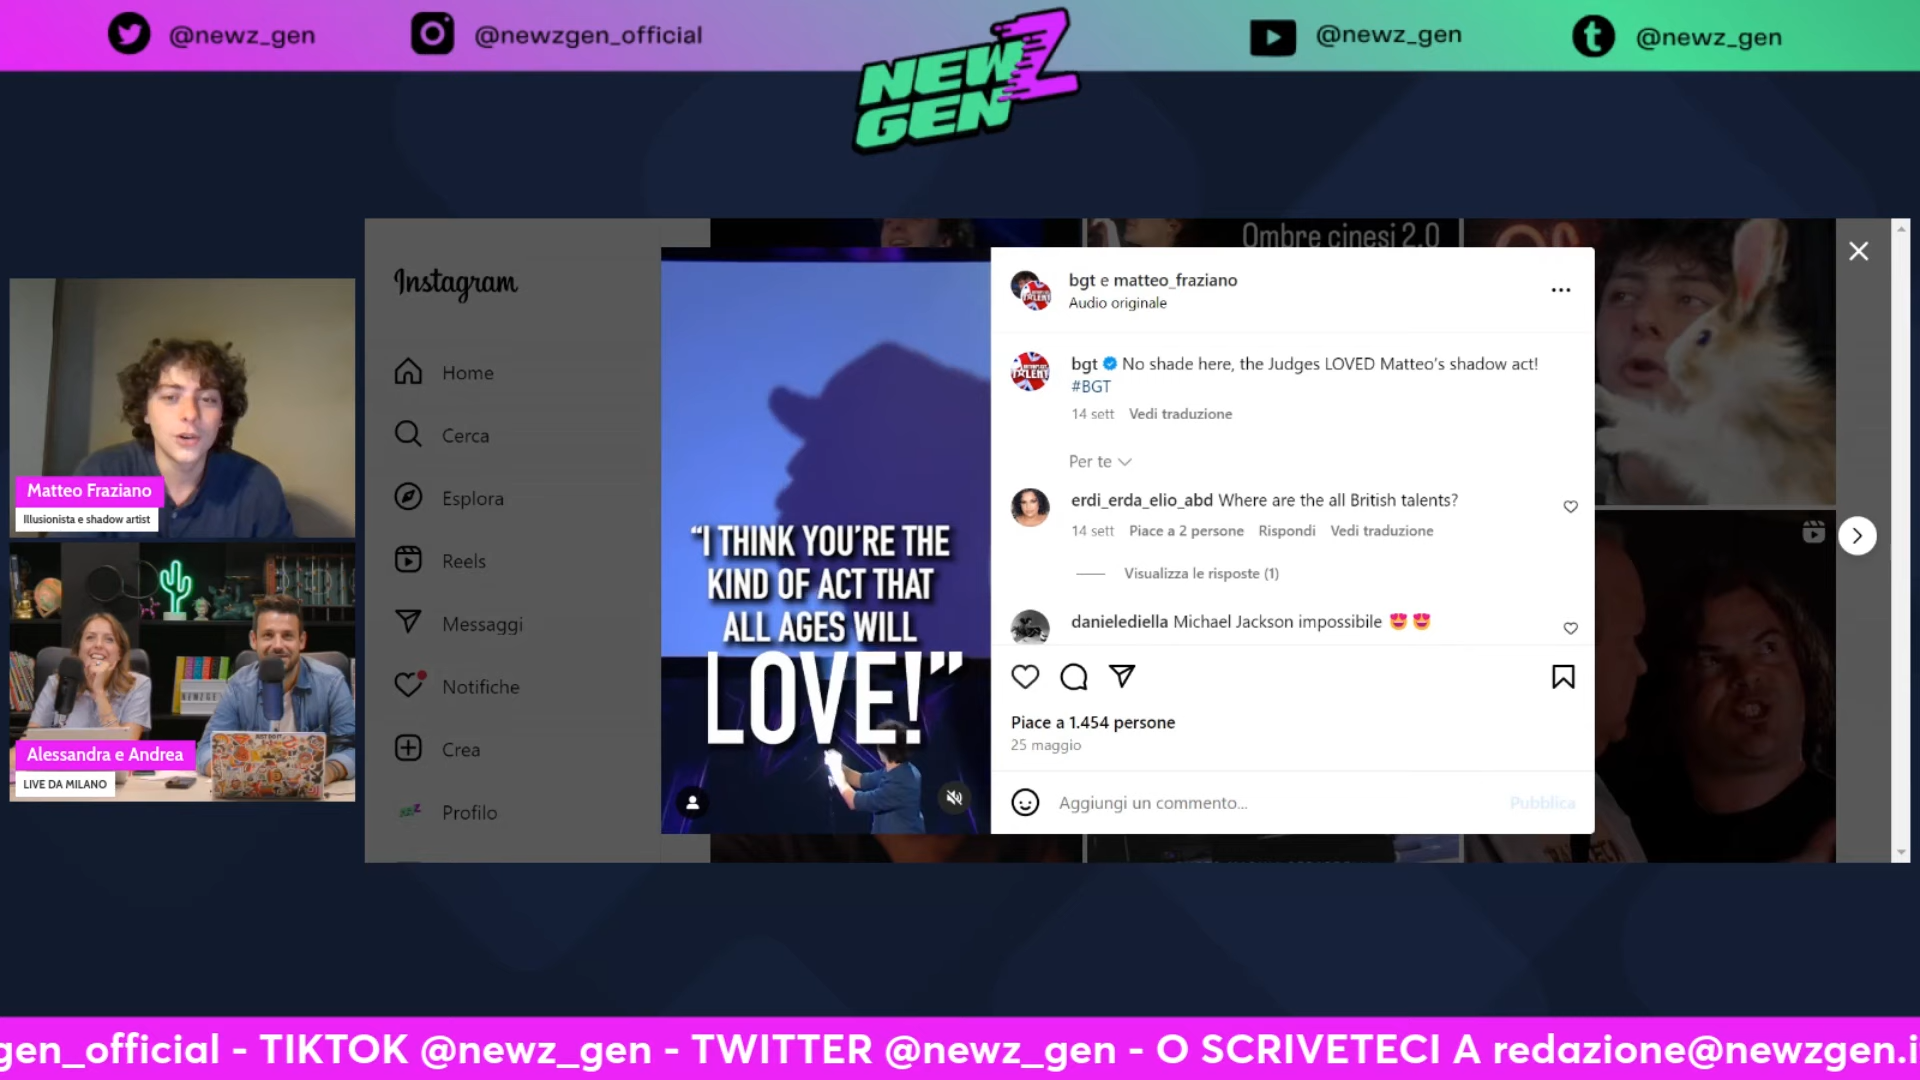 @newz_gen
@newzgen_official
NEWZ
GEN
@newz_gen
@newz_gen
Ombre cinesi 2.0
Instagram
Home
Cerca
Esplora
Reels
Messaggi
Notifiche
Crea
Profilo
Matteo Fraziano
Illusionista e shadow artist
Alessandra e Andrea
LIVE DA MILANO
“I THINK YOU’RE THE
KIND OF ACT THAT
ALL AGES WILL
LOVE!”
bgt e matteo_fraziano
Audio originale
bgt No shade here, the Judges LOVED Matteo's shadow act!
#BGT
14 sett Vedi traduzione
Per te
erdi_erda_elio_abd Where are the all British talents?
14 sett Piace a 2 persone Rispondi Vedi traduzione
Visualizza le risposte (1)
danielediella Michael Jackson impossibile 😍😍
Piace a 1.454 persone
25 maggio
Aggiungi un commento...
Pubblica
gen_official - TIKTOK @newz_gen - TWITTER @newz_gen - O SCRIVETECI A redazione@newzgen.it